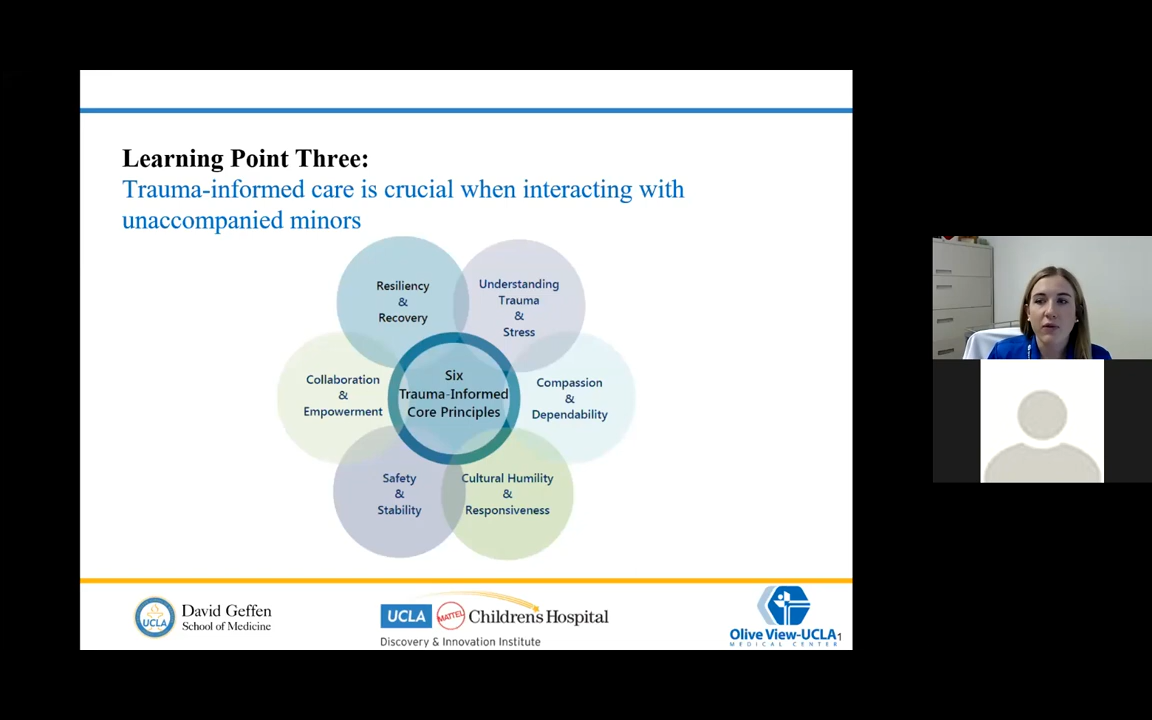 Learning Point Three:
Trauma-informed care is crucial when interacting with
unaccompanied minors
Resiliency
&
Recovery
Understanding
Trauma
&
Stress
Collaboration
&
Empowerment
Six
Trauma-Informed
Core Principles
Compassion
&
Dependability
Safety
&
Stability
Cultural Humility
&
Responsiveness
UCLA
David Geffen
School of Medicine
UCLA MATTEL Children's Hospital
Discovery & Innovation Institute
Olive View-UCLA
MEDICAL CENTER
1